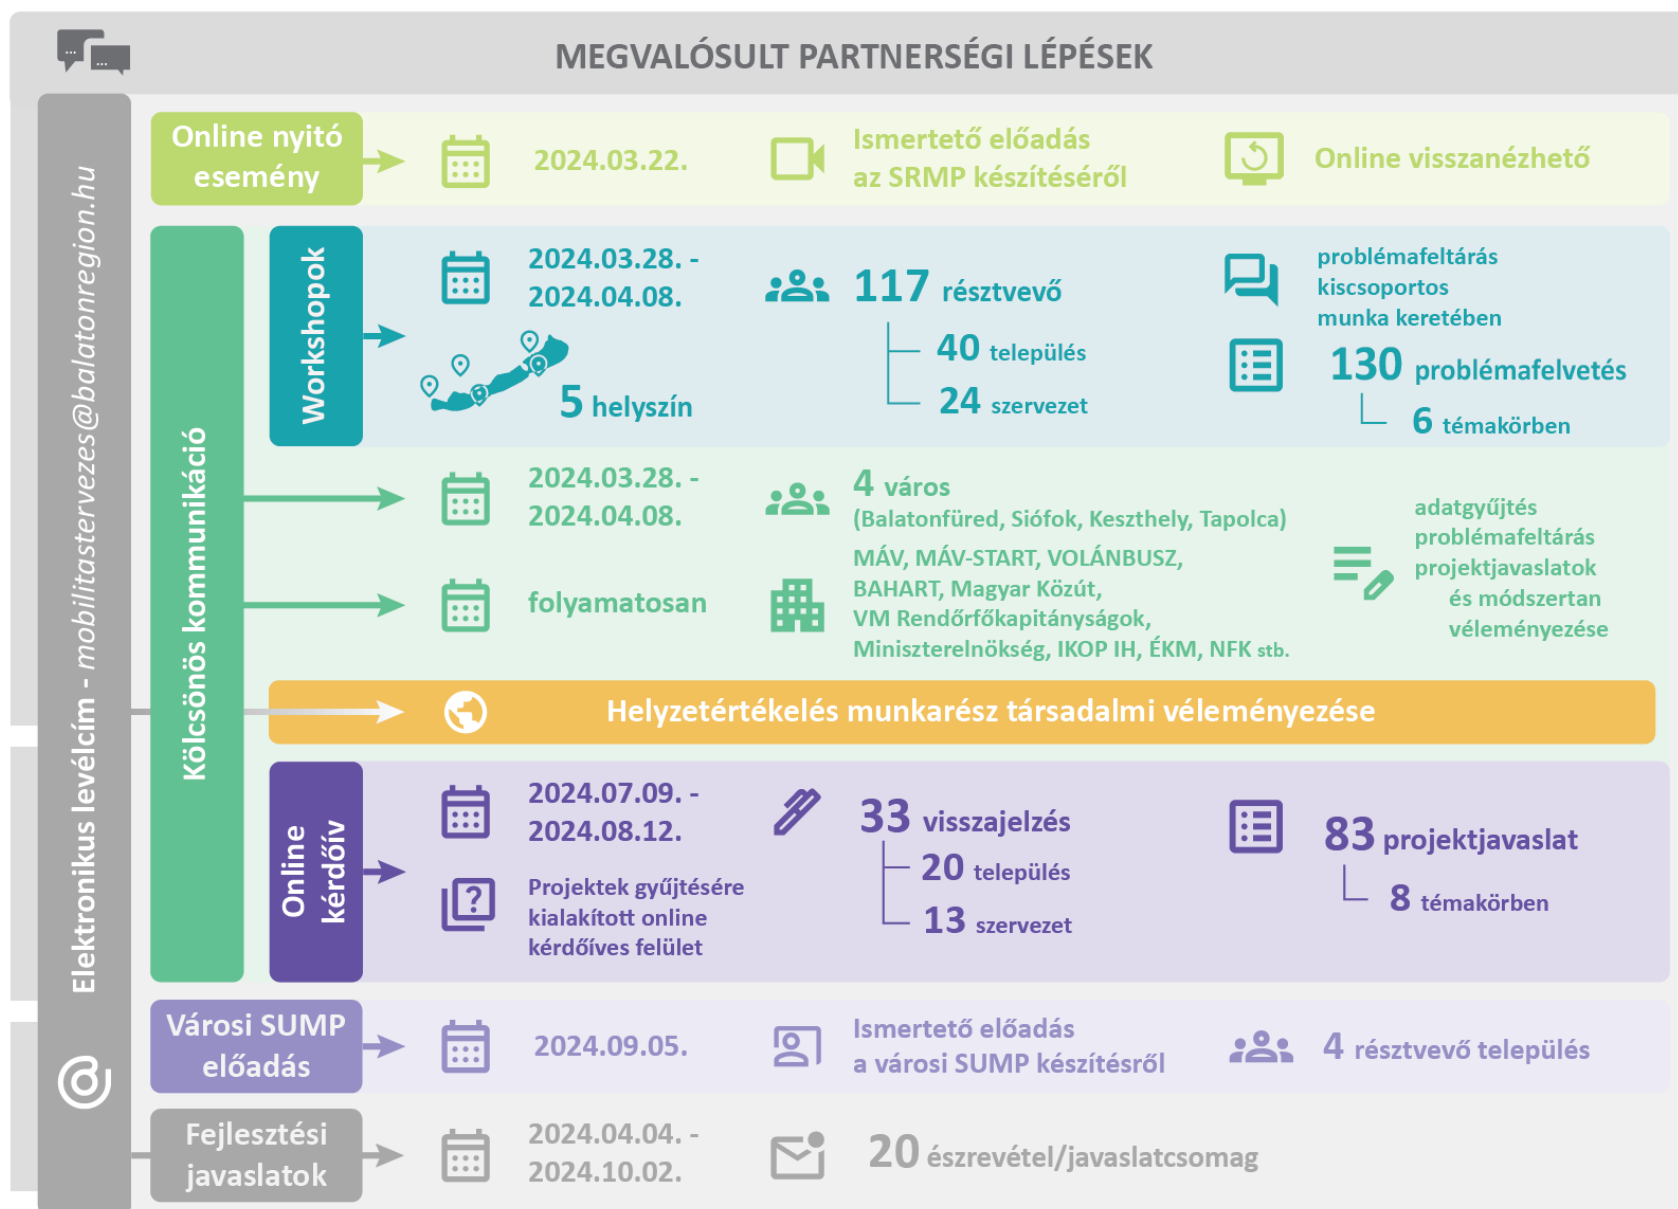 MEGVALÓSULT PARTNERSÉGI LÉPÉSEK
Elektronikus levélcím - mobilitastervezes@balatonregion.hu
Online nyitó
esemény
2024.03.22.
Ismertető előadás
az SRMP készítéséről
Online visszanézhető
Kölcsönös kommunikáció
Workshopok
2024.03.28. -
2024.04.08.
5 helyszín
117 résztvevő
40 település
24 szervezet
problémafeltárás
kiscsoportos
munka keretében
130 problémafelvetés
6 témakörben
2024.03.28. -
2024.04.08.
4 város
(Balatonfüred, Siófok, Keszthely, Tapolca)
folyamatosan
MÁV, MÁV-START, VOLÁNBUSZ,
BAHART, Magyar Közút,
VM Rendőrfőkapitányságok,
Miniszterelnökség, IKOP IH, ÉKM, NFK stb.
adatgyűjtés
problémafeltárás
projektjavaslatok
és módszertan
véleményezése
Helyzetértékelés munkarész társadalmi véleményezése
Online
kérdőív
2024.07.09. -
2024.08.12.
Projektek gyűjtésére
kialakított online
kérdőíves felület
33 visszajelzés
20 település
13 szervezet
83 projektjavaslat
8 témakörben
Városi SUMP
előadás
2024.09.05.
Ismertető előadás
a városi SUMP készítésről
4 résztvevő település
Fejlesztési
javaslatok
2024.04.04. -
2024.10.02.
20 észrevétel/javaslatcsomag